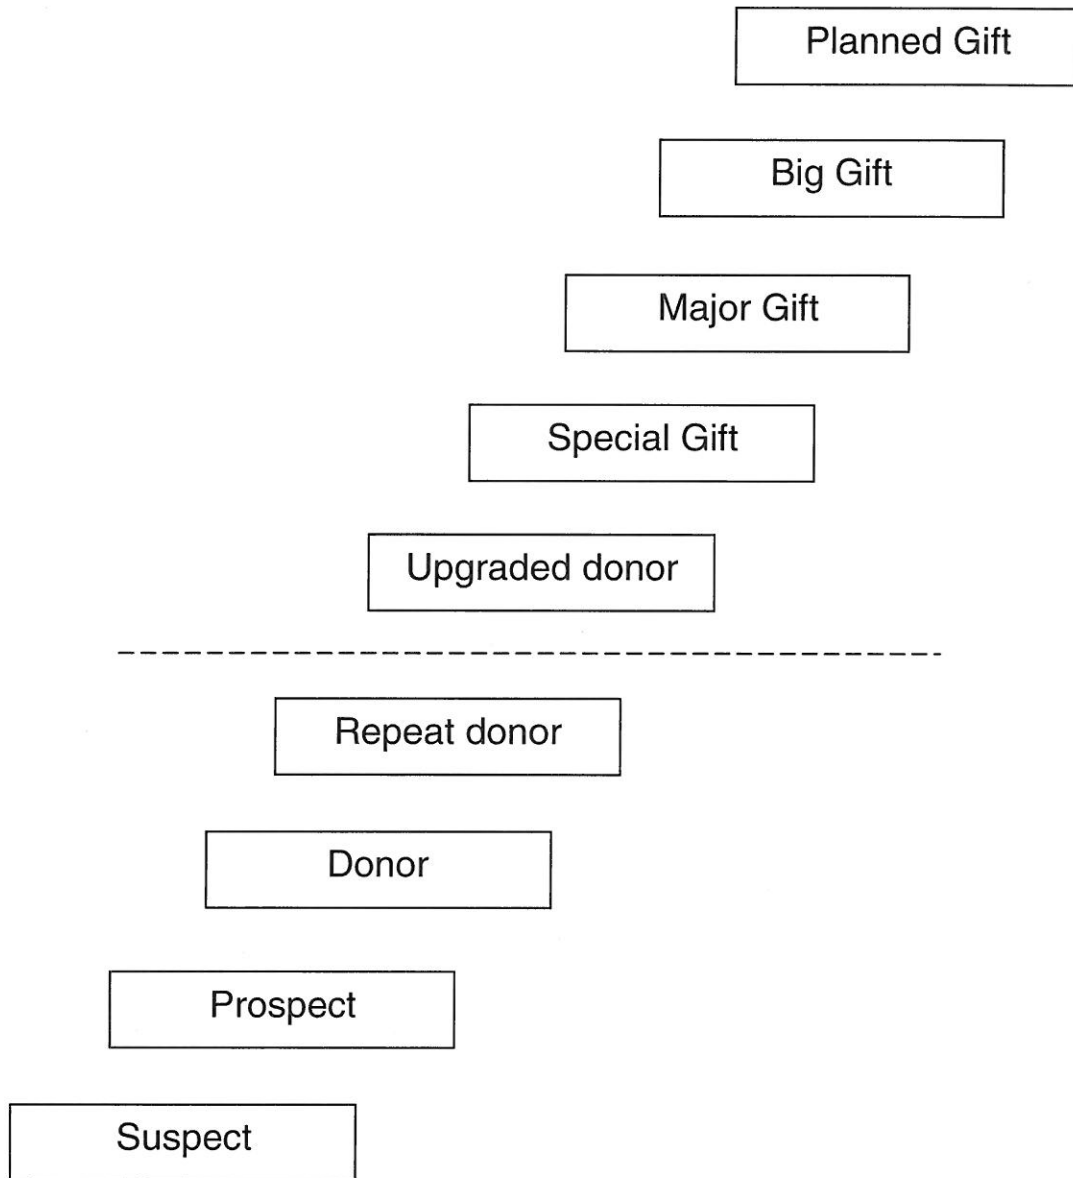 Planned Gift
Big Gift
Major Gift
Special Gift
Upgraded donor
Repeat donor
Donor
Prospect
Suspect